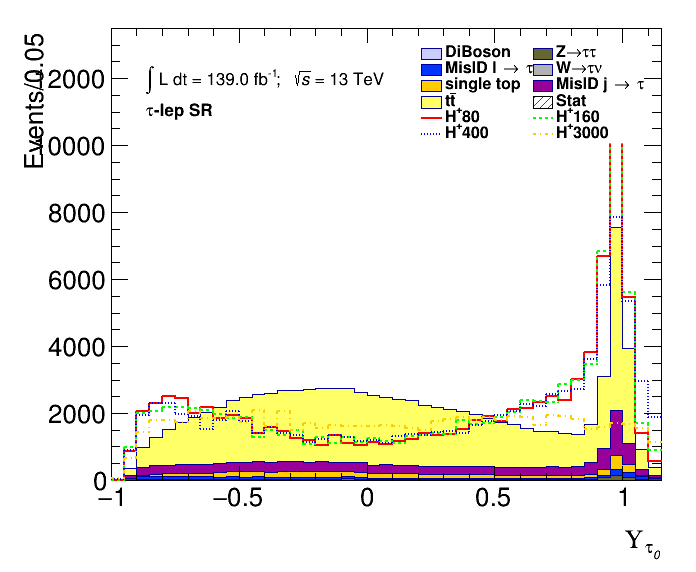 Events/0.05
∫ L dt = 139.0 fb⁻¹; √s = 13 TeV
τ-lep SR
DiBoson
Z→ττ
MisID l → τ
W→τν
single top
MisID j → τ
tt̄
Stat
H⁺80
H⁺160
H⁺400
H⁺3000
12000
10000
8000
6000
4000
2000
0
−1 −0.5 0 0.5 1
Υτ₀